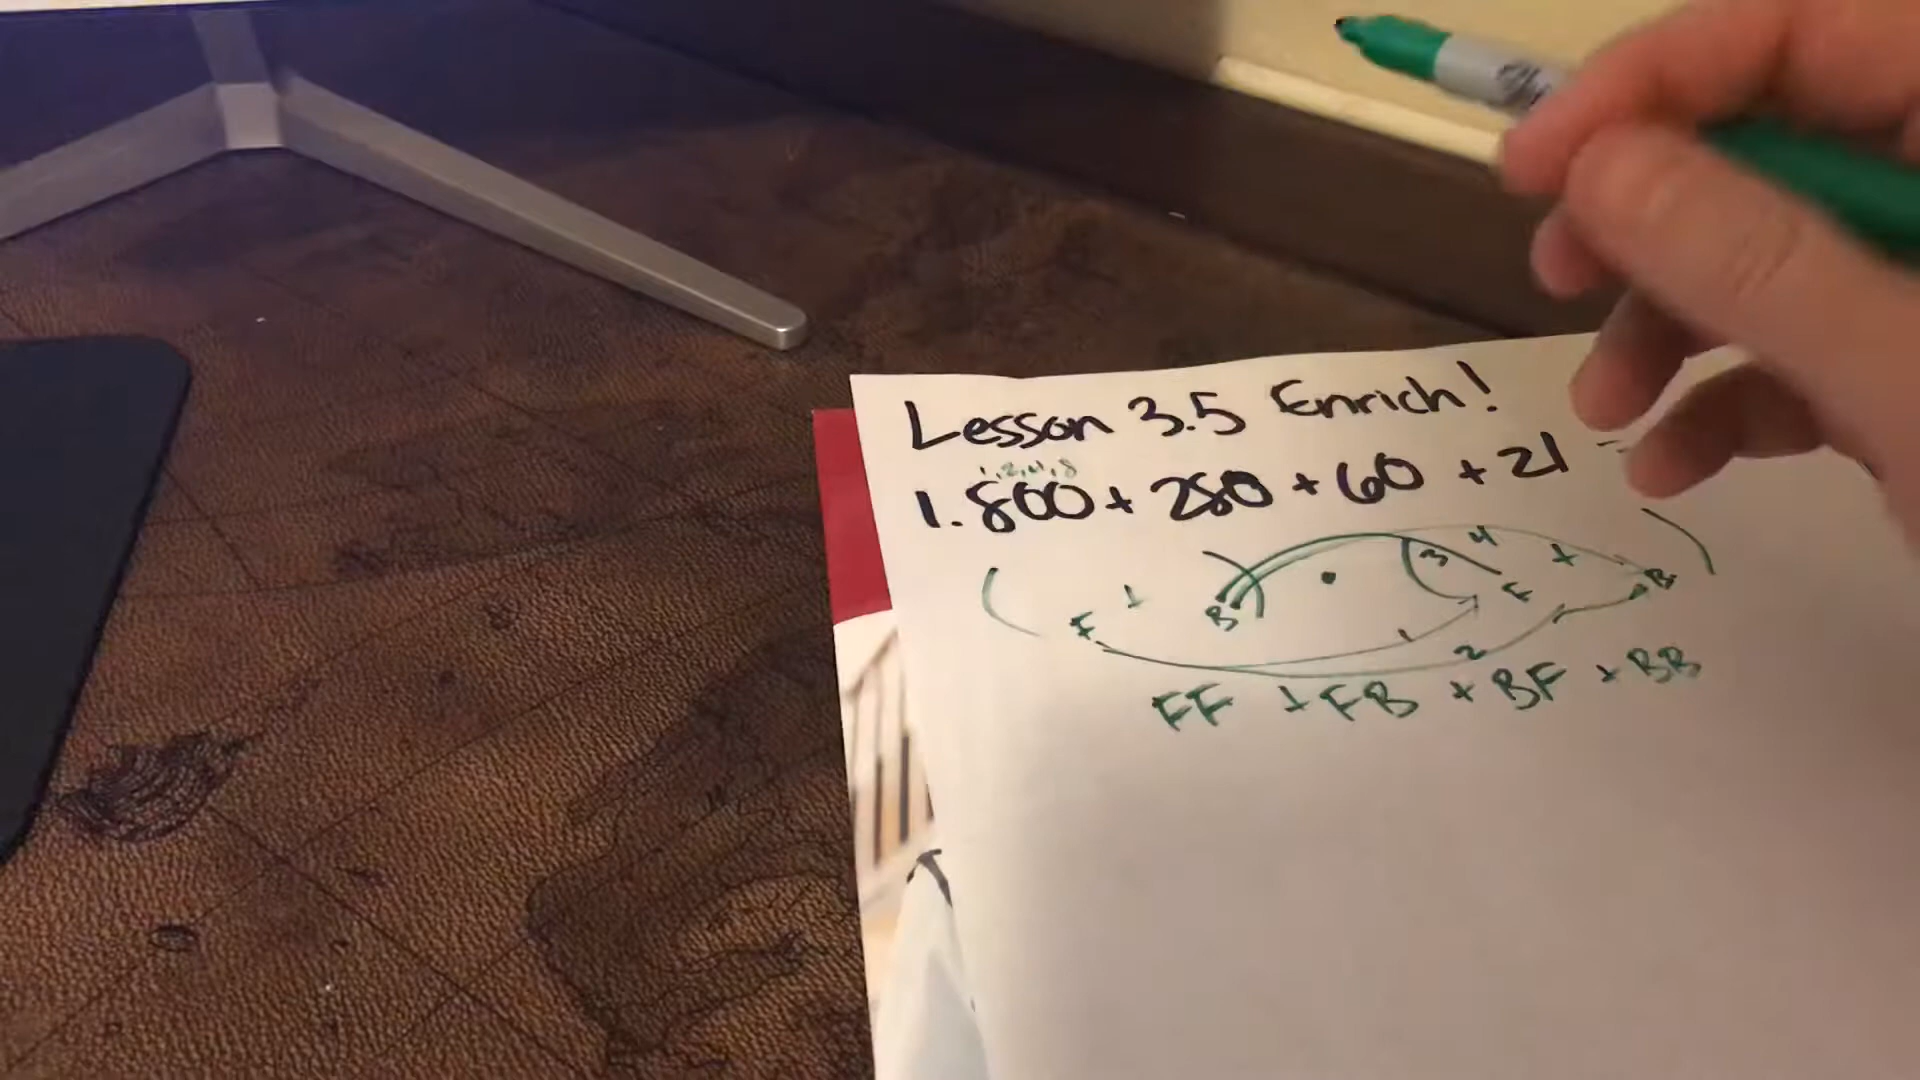 Lesson 3.5 Enrich!
1,2,4,8
1. 800 + 280 + 60 + 21 =
3 4
( F + B ) • ( F + B )
1 2
FF + FB + BF + BB